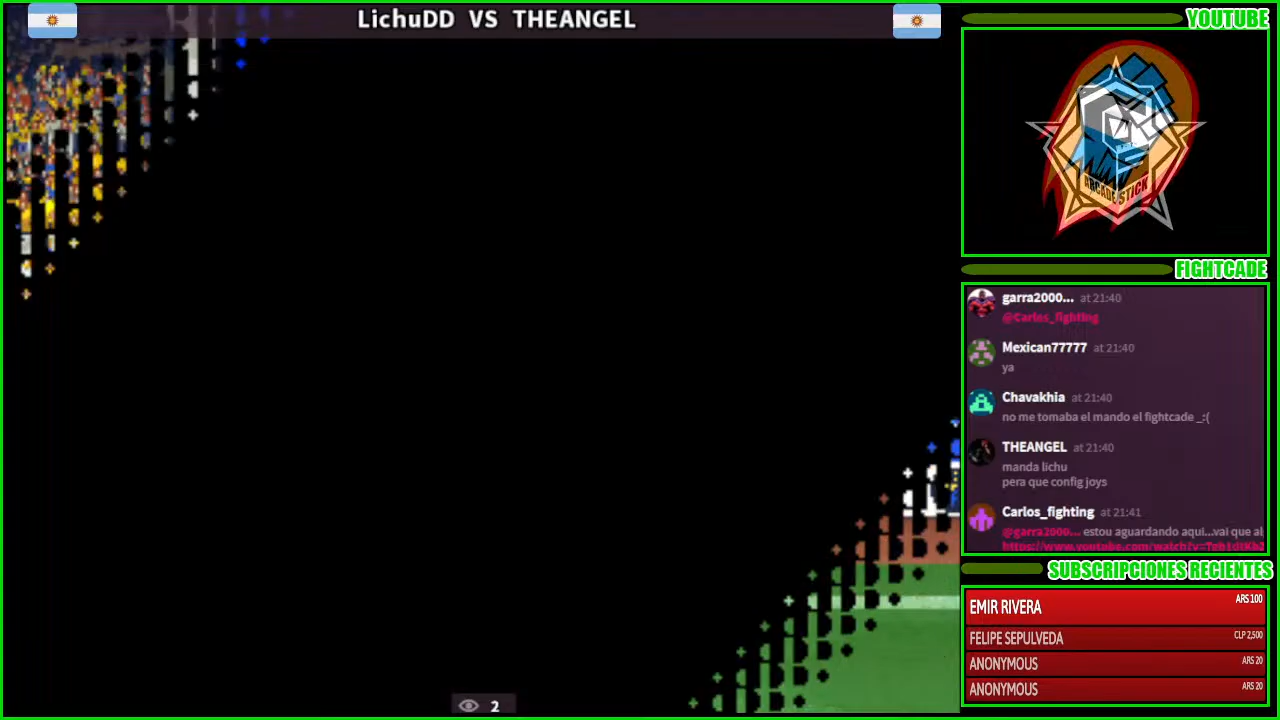 LichuDD VS THEANGEL
YOUTUBE
ARCADE STICK
FIGHTCADE
garra2000... at 21:40
@Carlos_fighting
Mexican77777 at 21:40
ya
Chavakhia at 21:40
no me tomaba el mando el fightcade _:(
THEANGEL at 21:40
manda lichu
pera que config joys
Carlos_fighting at 21:41
@garra2000... estou aguardando aqui...vai que al
SUBSCRIPCIONES RECIENTES
EMIR RIVERA ARS 100
FELIPE SEPULVEDA CLP 2,500
ANONYMOUS ARS 20
ANONYMOUS ARS 20
2